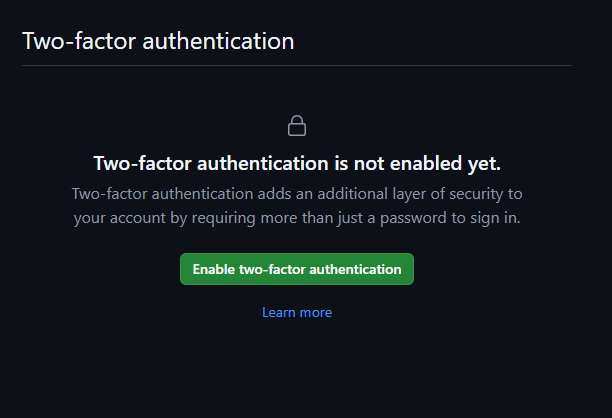 Two-factor authentication
Two-factor authentication is not enabled yet.
Two-factor authentication adds an additional layer of security to
your account by requiring more than just a password to sign in.
Enable two-factor authentication
Learn more